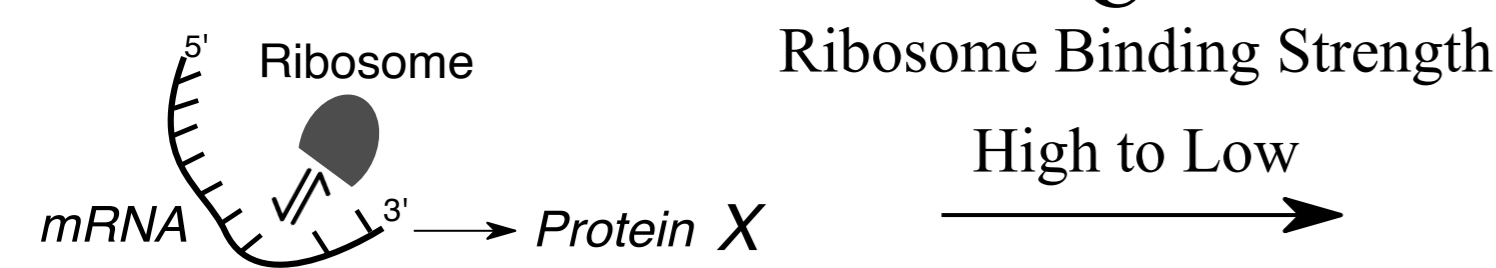 5'
Ribosome
mRNA
3'
Protein X
Ribosome Binding Strength
High to Low